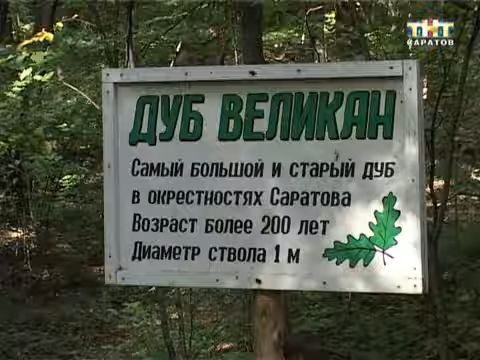 ТНТ
САРАТОВ
ДУБ ВЕЛИКАН
Самый большой и старый дуб
в окрестностях Саратова
Возраст более 200 лет
Диаметр ствола 1 м